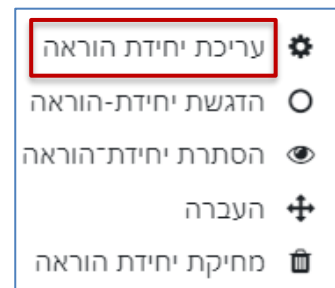 עריכת יחידת הוראה
הדגשת יחידת-הוראה
הסתרת יחידת־הוראה
העברה
מחיקת יחידת הוראה